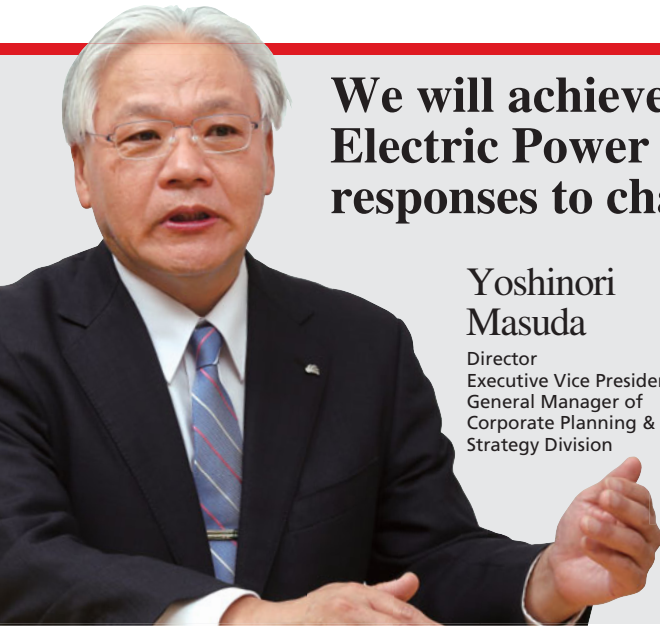 We will achieve
Electric Power
responses to cha
Yoshinori
Masuda
Director
Executive Vice Presiden
General Manager of
Corporate Planning &
Strategy Division